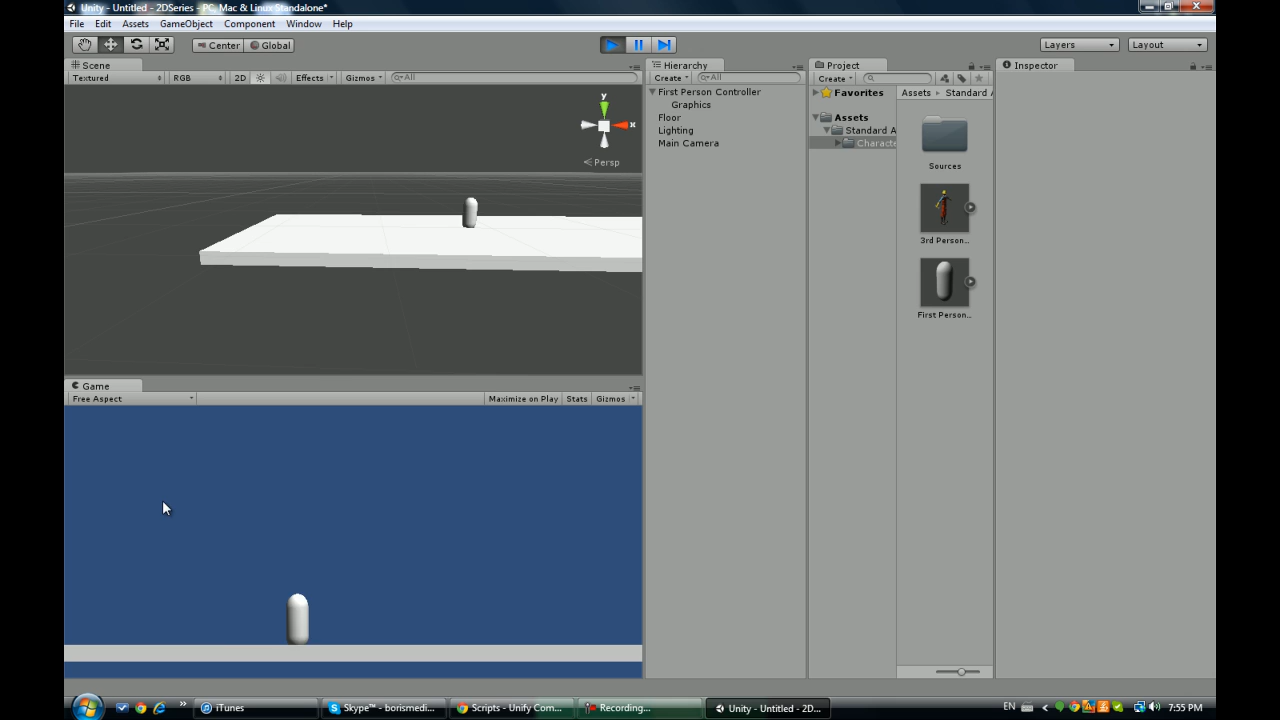 Unity - Untitled - 2DSeries - PC, Mac & Linux Standalone*
File Edit Assets GameObject Component Window Help
Center Global Layers Layout
Scene Hierarchy Project Inspector
Textured RGB 2D Effects Gizmos All Create All Create
First Person Controller Favorites Assets Standard A
Graphics
Floor Assets
Lighting Standard A
Main Camera Characte
y
x
Persp
Sources
3rd Person...
First Person...
Game
Free Aspect Maximize on Play Stats Gizmos
iTunes Skype™ - borismedi... Scripts - Unify Com... Recording... Unity - Untitled - 2D... EN 7:55 PM